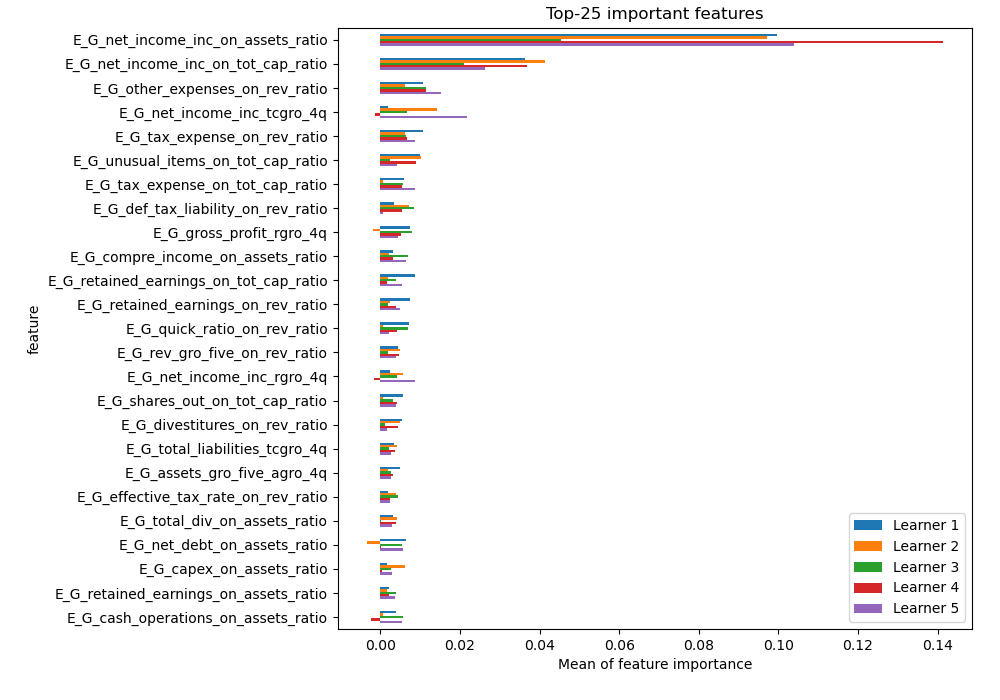 Top-25 important features
E_G_net_income_inc_on_assets_ratio
E_G_net_income_inc_on_tot_cap_ratio
E_G_other_expenses_on_rev_ratio
E_G_net_income_inc_tcgro_4q
E_G_tax_expense_on_rev_ratio
E_G_unusual_items_on_tot_cap_ratio
E_G_tax_expense_on_tot_cap_ratio
E_G_def_tax_liability_on_rev_ratio
E_G_gross_profit_rgro_4q
E_G_compre_income_on_assets_ratio
E_G_retained_earnings_on_tot_cap_ratio
E_G_retained_earnings_on_rev_ratio
E_G_quick_ratio_on_rev_ratio
E_G_rev_gro_five_on_rev_ratio
E_G_net_income_inc_rgro_4q
E_G_shares_out_on_tot_cap_ratio
E_G_divestitures_on_rev_ratio
E_G_total_liabilities_tcgro_4q
E_G_assets_gro_five_agro_4q
E_G_effective_tax_rate_on_rev_ratio
E_G_total_div_on_assets_ratio
E_G_net_debt_on_assets_ratio
E_G_capex_on_assets_ratio
E_G_retained_earnings_on_assets_ratio
E_G_cash_operations_on_assets_ratio
feature
Learner 1
Learner 2
Learner 3
Learner 4
Learner 5
0.00 0.02 0.04 0.06 0.08 0.10 0.12 0.14
Mean of feature importance